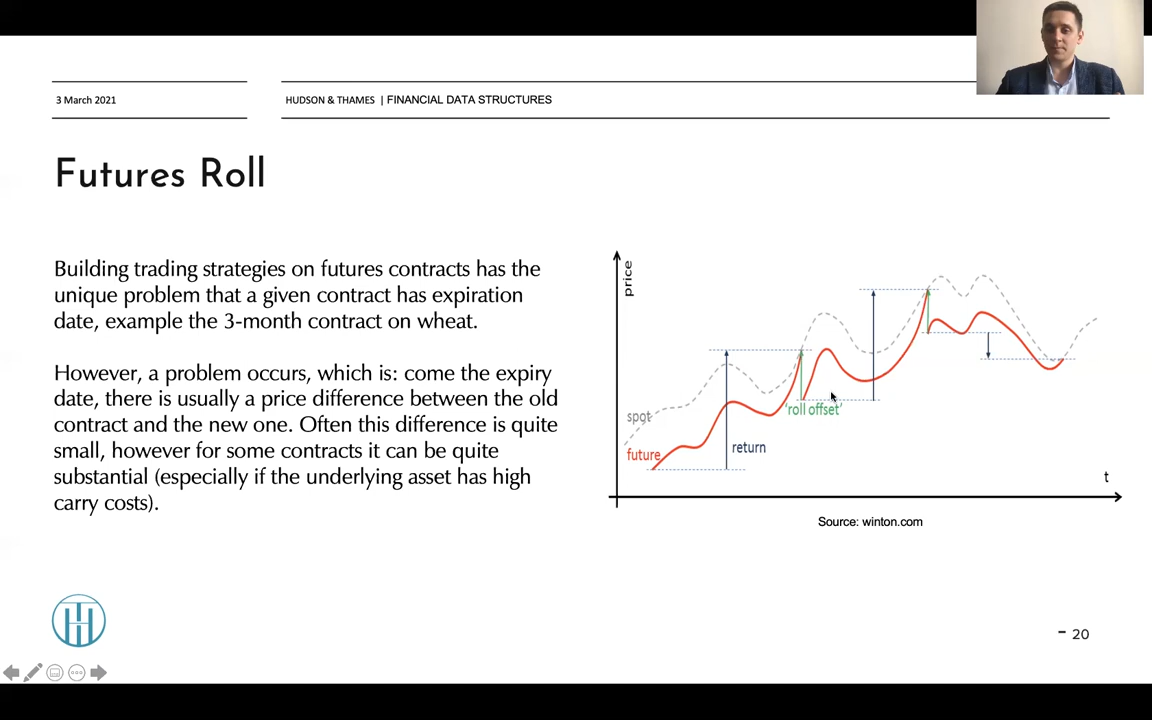 3 March 2021
HUDSON & THAMES | FINANCIAL DATA STRUCTURES
Futures Roll
Building trading strategies on futures contracts has the
unique problem that a given contract has expiration
date, example the 3-month contract on wheat.
However, a problem occurs, which is: come the expiry
date, there is usually a price difference between the old
contract and the new one. Often this difference is quite
small, however for some contracts it can be quite
substantial (especially if the underlying asset has high
carry costs).
price
spot
future
'roll offset'
return
t
Source: winton.com
- 20